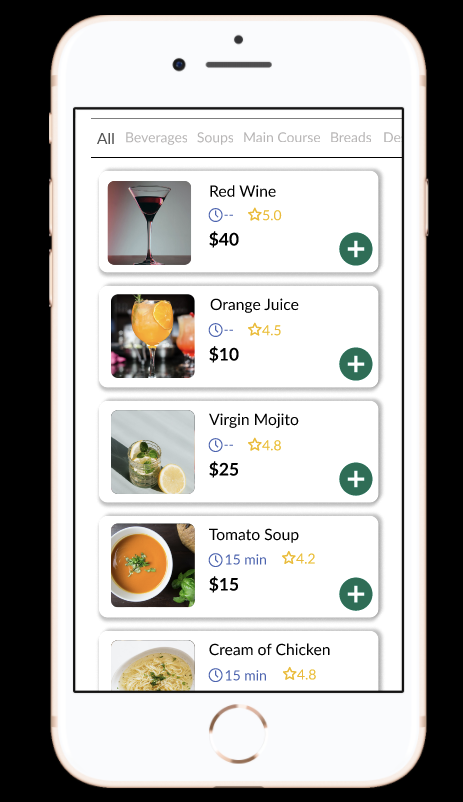 All Beverages Soups Main Course Breads De
Red Wine
-- 5.0
$40
Orange Juice
-- 4.5
$10
Virgin Mojito
-- 4.8
$25
Tomato Soup
15 min 4.2
$15
Cream of Chicken
15 min 4.8